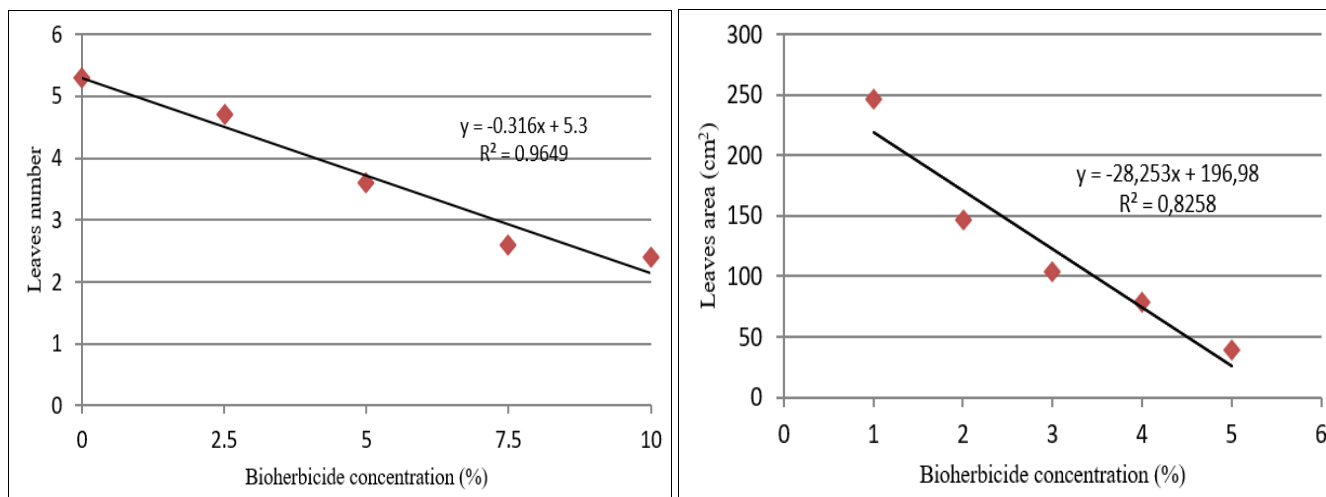 6
5
4
3
2
1
0
Leaves number
y = -0.316x + 5.3
R² = 0.9649
0 2.5 5 7.5 10
Bioherbicide concentration (%)
300
250
200
150
100
50
0
Leaves area (cm²)
y = -28,253x + 196,98
R² = 0,8258
0 1 2 3 4 5 6
Bioherbicide concentration (%)